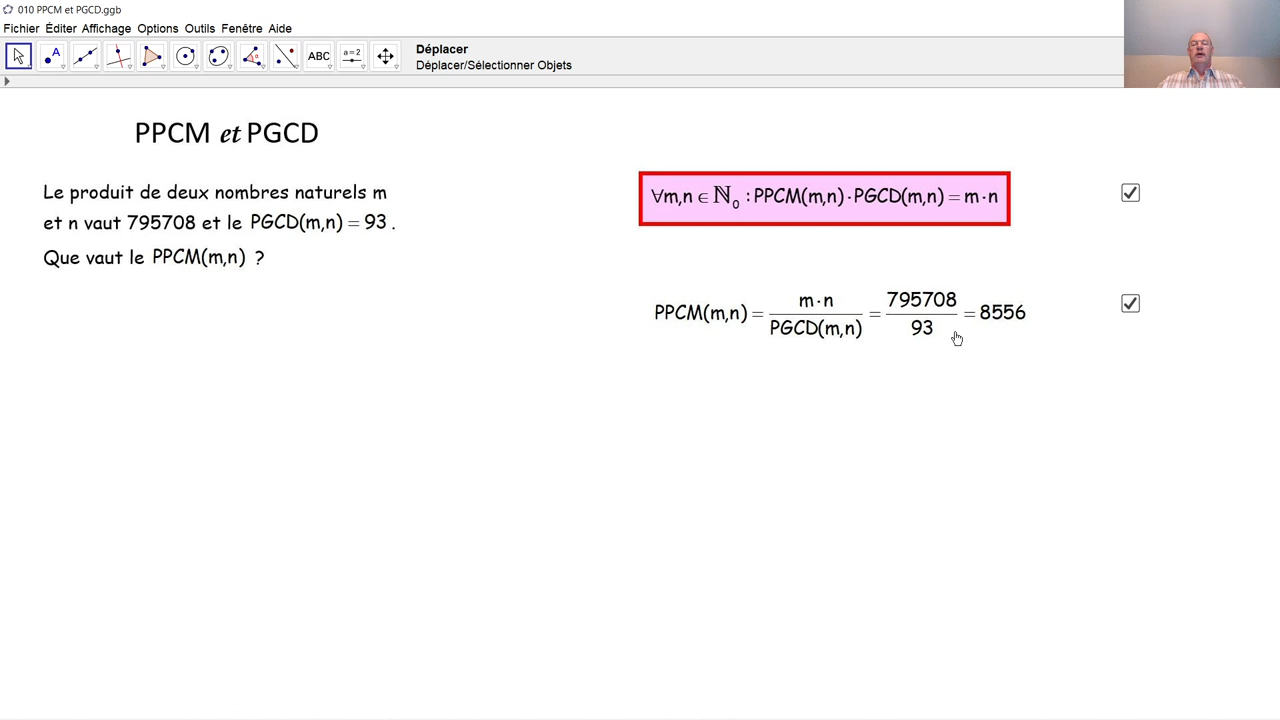 010 PPCM et PGCD.ggb
Fichier Éditer Affichage Options Outils Fenêtre Aide
A
ABC
a=2
Déplacer
Déplacer/Sélectionner Objets
PPCM et PGCD
Le produit de deux nombres naturels m
et n vaut 795708 et le PGCD(m,n) = 93 .
Que vaut le PPCM(m,n) ?
∀m,n ∈ ℕ₀ : PPCM(m,n) · PGCD(m,n) = m · n
PPCM(m,n) = m · n / PGCD(m,n) = 795708 / 93 = 8556